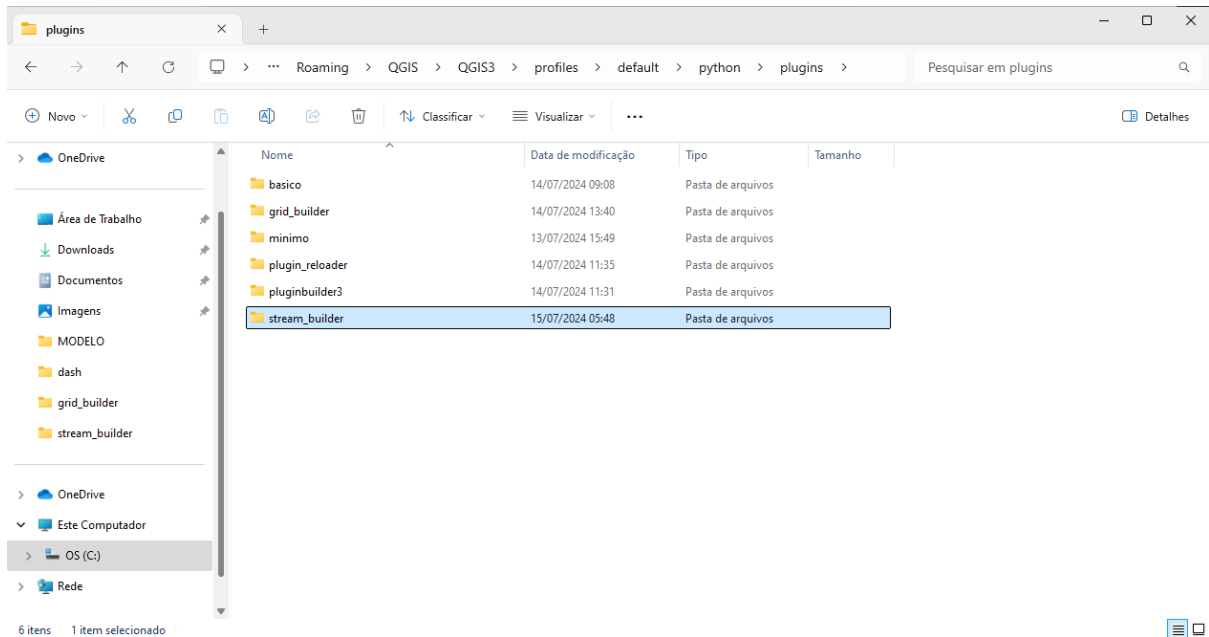 plugins
Roaming > QGIS > QGIS3 > profiles > default > python > plugins >
Pesquisar em plugins
Novo
Classificar
Visualizar
Detalhes
OneDrive
Área de Trabalho
Downloads
Documentos
Imagens
MODELO
dash
grid_builder
stream_builder
OneDrive
Este Computador
OS (C:)
Rede
Nome Data de modificação Tipo Tamanho
basico 14/07/2024 09:08 Pasta de arquivos
grid_builder 14/07/2024 13:40 Pasta de arquivos
minimo 13/07/2024 15:49 Pasta de arquivos
plugin_reloader 14/07/2024 11:35 Pasta de arquivos
pluginbuilder3 14/07/2024 11:31 Pasta de arquivos
stream_builder 15/07/2024 05:48 Pasta de arquivos
6 itens 1 item selecionado